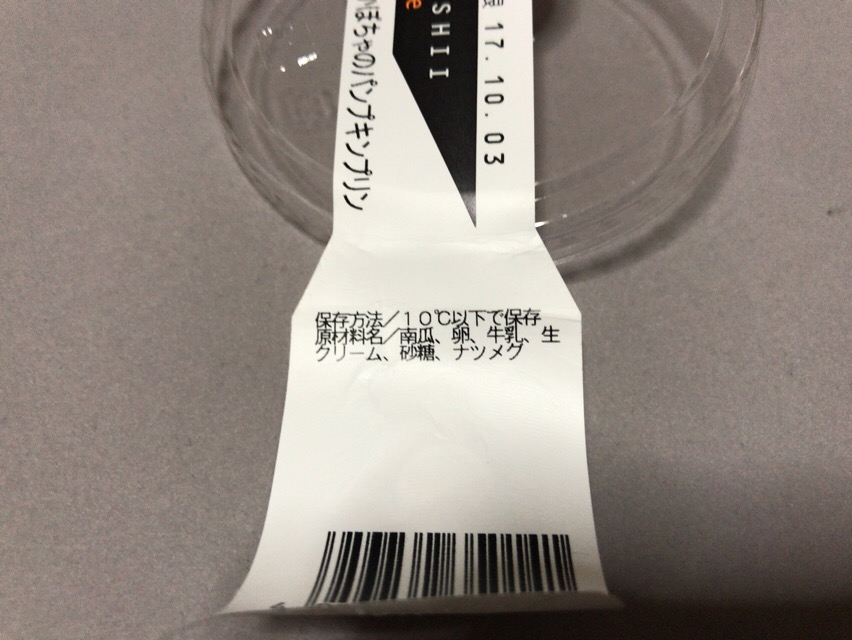 ぼちゃのパンプキンプリン
e
SHII
17.10.03
保存方法/10℃以下で保存
原材料名/南瓜、卵、牛乳、生
クリーム、砂糖、ナツメグ